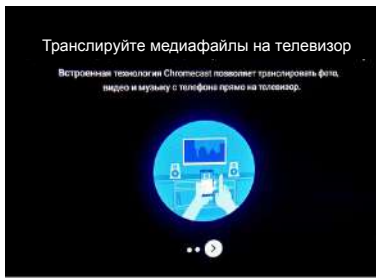 Транслируйте медиафайлы на телевизор
Встроенная технология Chromecast позволяет транслировать фото,
видео и музыку с телефона прямо на телевизор.